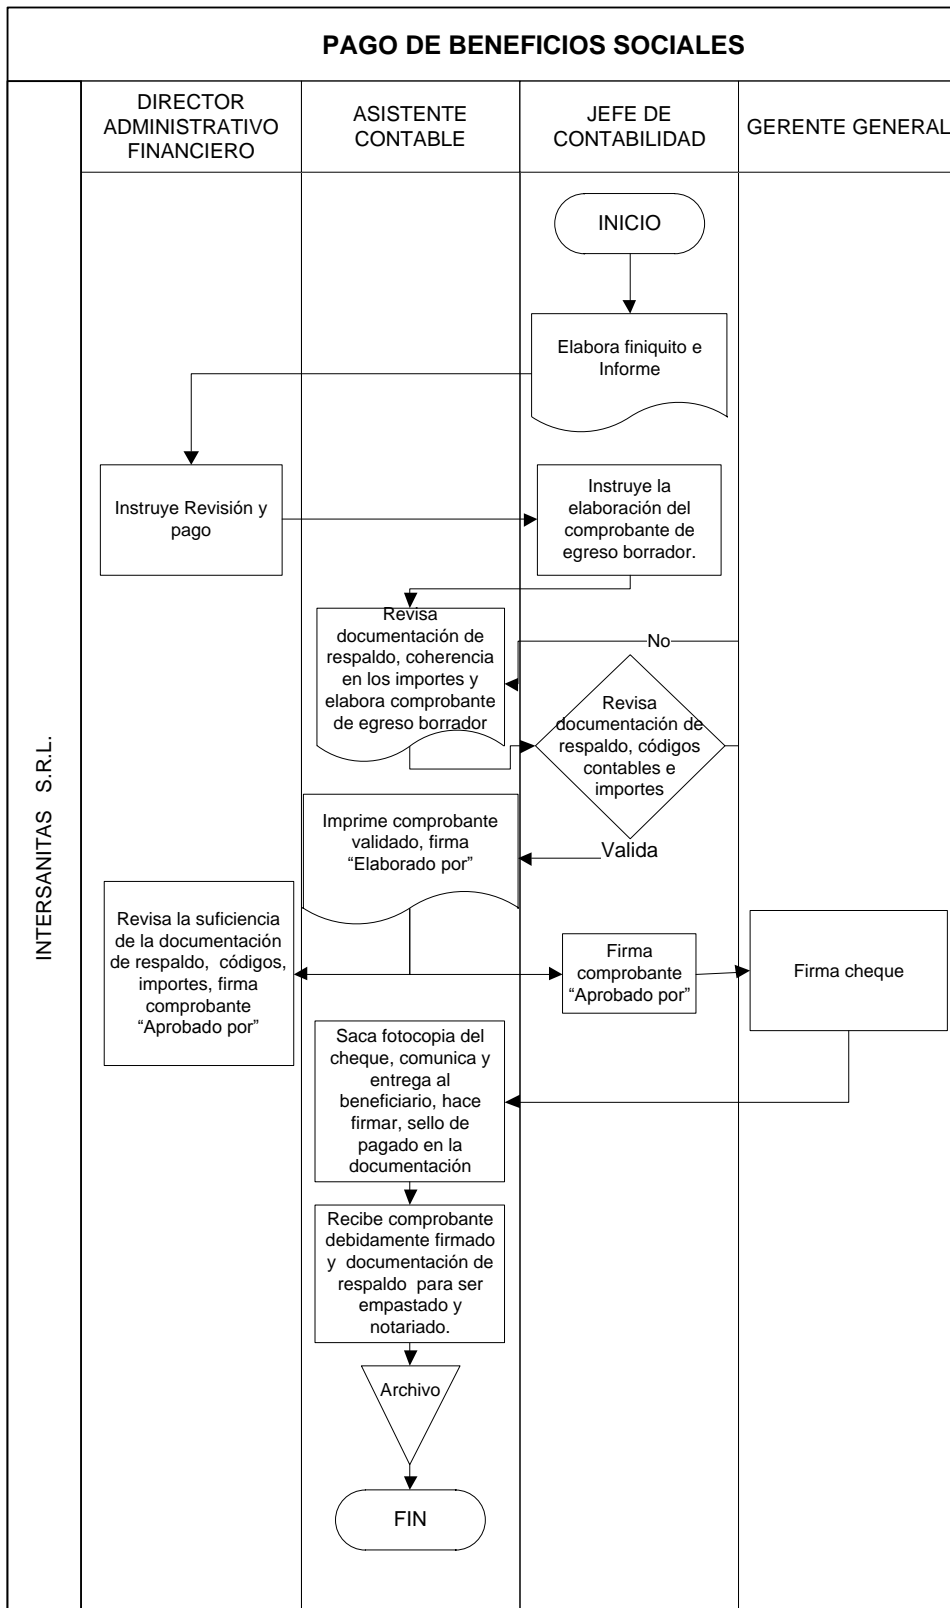 PAGO DE BENEFICIOS SOCIALES
INTERSANITAS S.R.L.
DIRECTOR
ADMINISTRATIVO
FINANCIERO
ASISTENTE
CONTABLE
JEFE DE
CONTABILIDAD
GERENTE GENERAL
INICIO
Elabora finiquito e
Informe
Instruye Revisión y
pago
Instruye la
elaboración del
comprobante de
egreso borrador.
Revisa
documentación de
respaldo, coherencia
en los importes y
elabora comprobante
de egreso borrador
No
Revisa
documentación de
respaldo, códigos
contables e
importes
Valida
Imprime comprobante
validado, firma
“Elaborado por”
Revisa la suficiencia
de la documentación
de respaldo, códigos,
importes, firma
comprobante
“Aprobado por”
Firma
comprobante
“Aprobado por”
Firma cheque
Saca fotocopia del
cheque, comunica y
entrega al
beneficiario, hace
firmar, sello de
pagado en la
documentación
Recibe comprobante
debidamente firmado
y documentación de
respaldo para ser
empastado y
notariado.
Archivo
FIN